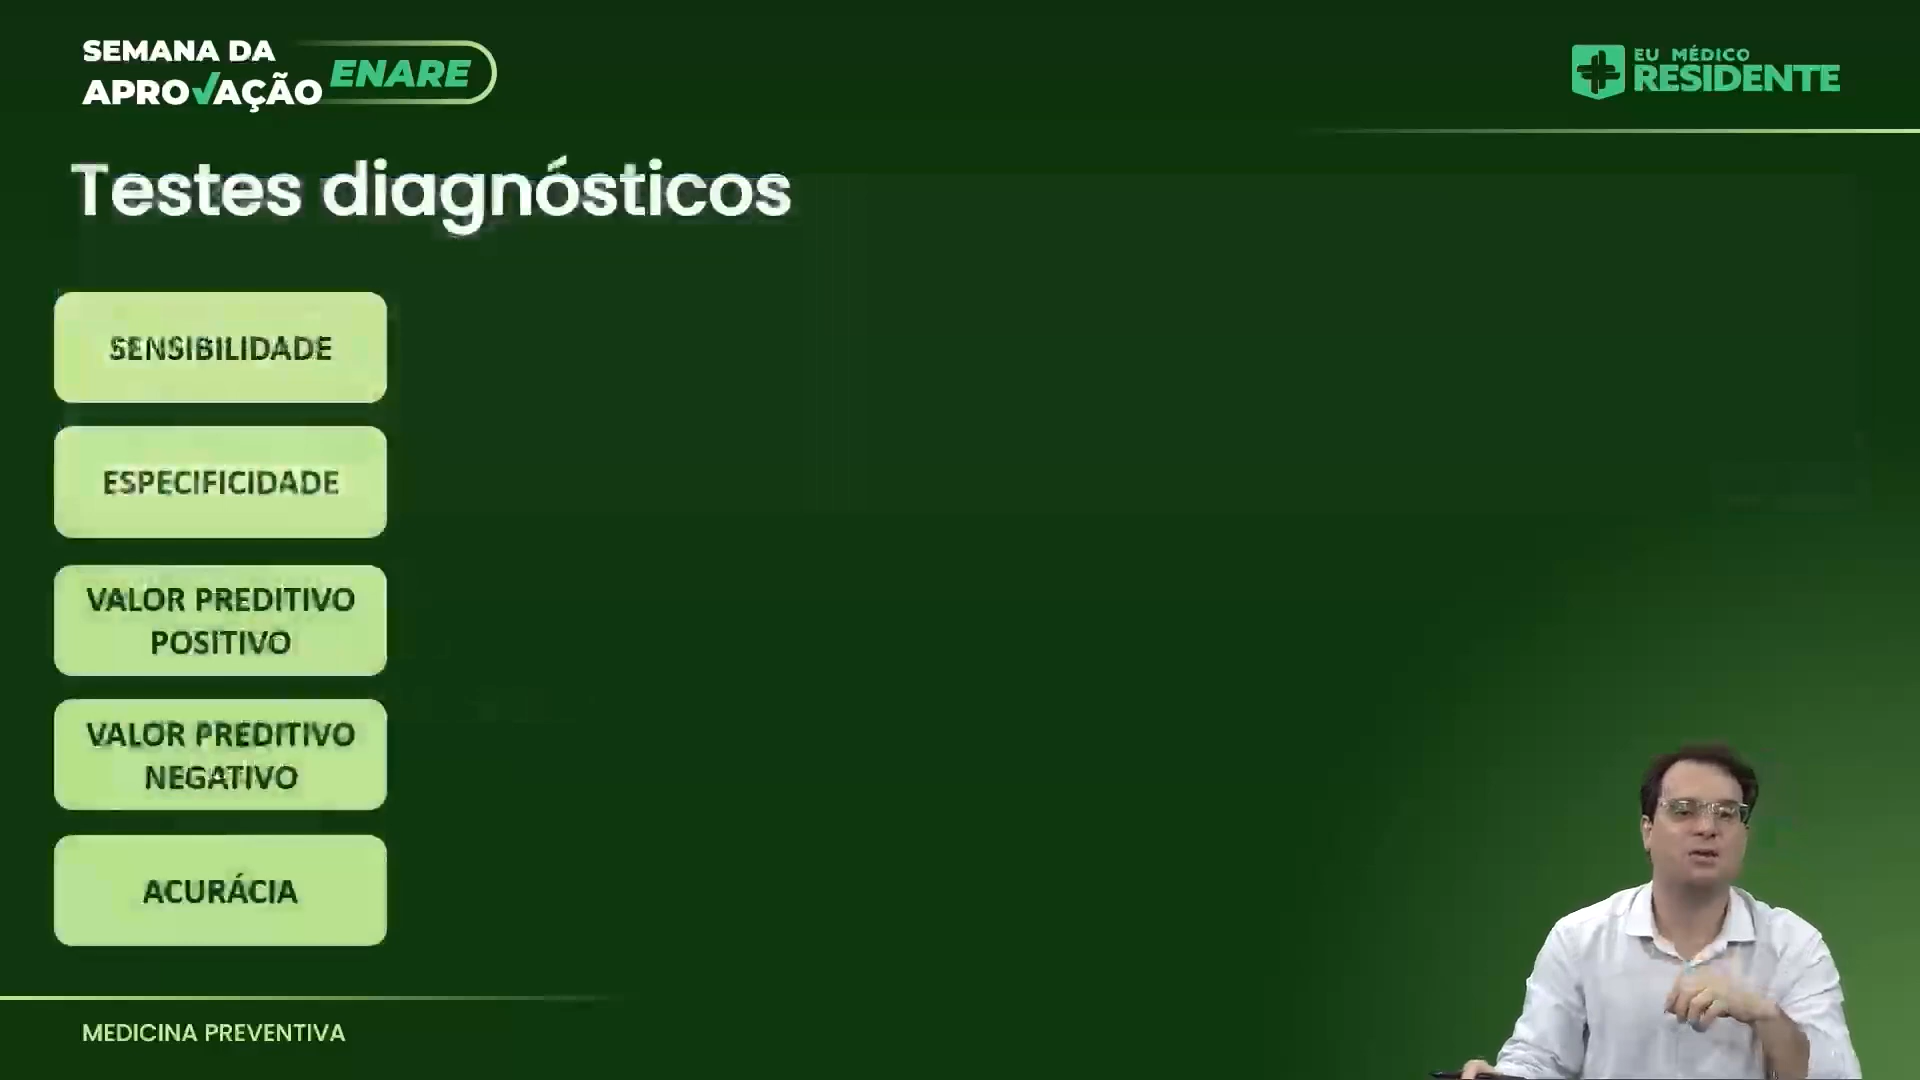 SEMANA DA
APROVAÇÃO ENARE
EU MÉDICO
RESIDENTE
Testes diagnósticos
SENSIBILIDADE
ESPECIFICIDADE
VALOR PREDITIVO
POSITIVO
VALOR PREDITIVO
NEGATIVO
ACURÁCIA
MEDICINA PREVENTIVA